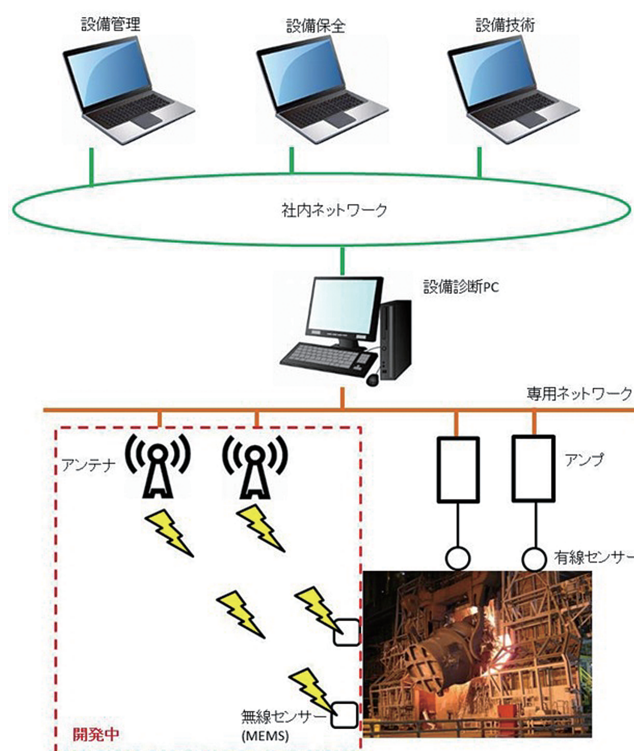 設備管理
設備保全
設備技術
社内ネットワーク
設備診断PC
専用ネットワーク
アンテナ
アンプ
有線センサー
無線センサー
(MEMS)
開発中